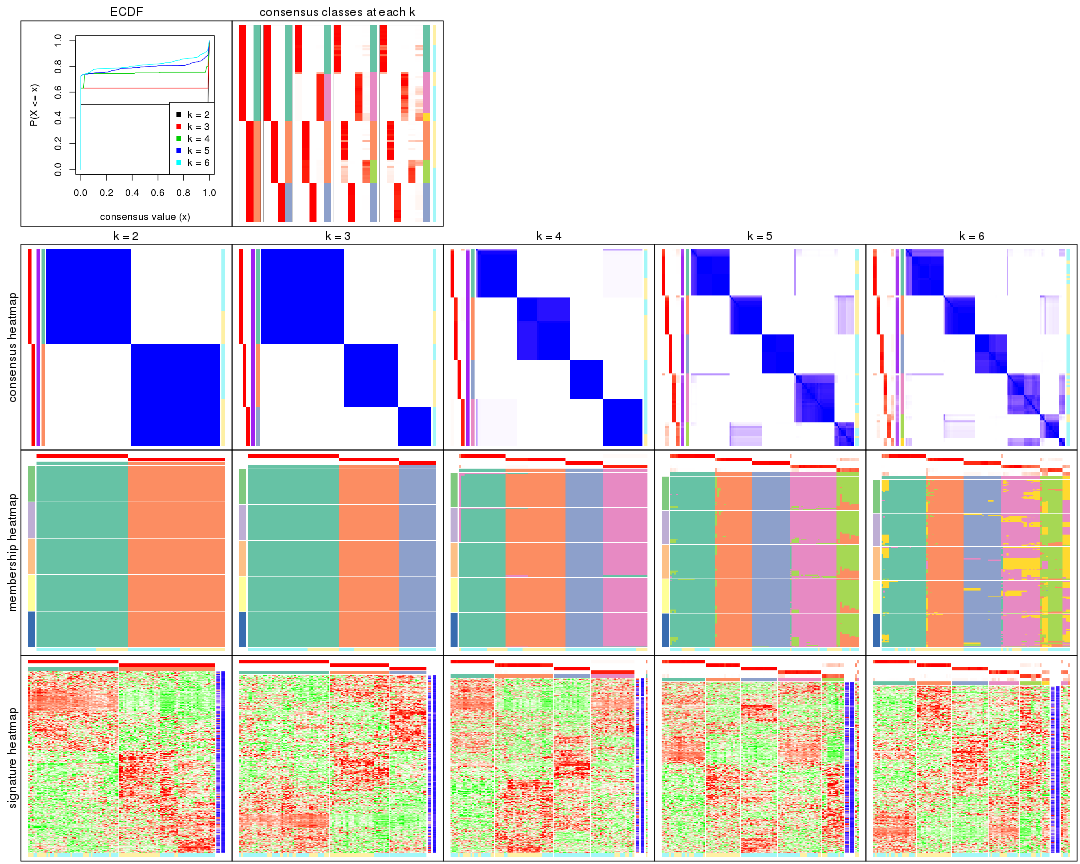 ECDF
consensus classes at each k
P(X <= x)
1.0
0.8
0.6
0.4
0.2
0.0
k = 2
k = 3
k = 4
k = 5
k = 6
0.0 0.2 0.4 0.6 0.8 1.0
consensus value (x)
k = 2 k = 3 k = 4 k = 5 k = 6
consensus heatmap
membership heatmap
signature heatmap